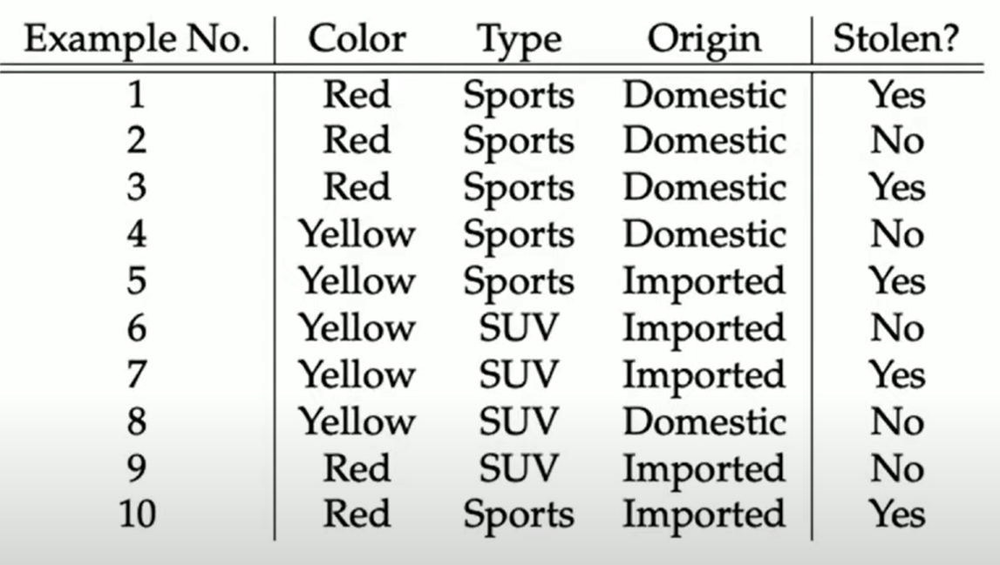 Example No. Color Type Origin Stolen?
1 Red Sports Domestic Yes
2 Red Sports Domestic No
3 Red Sports Domestic Yes
4 Yellow Sports Domestic No
5 Yellow Sports Imported Yes
6 Yellow SUV Imported No
7 Yellow SUV Imported Yes
8 Yellow SUV Domestic No
9 Red SUV Imported No
10 Red Sports Imported Yes